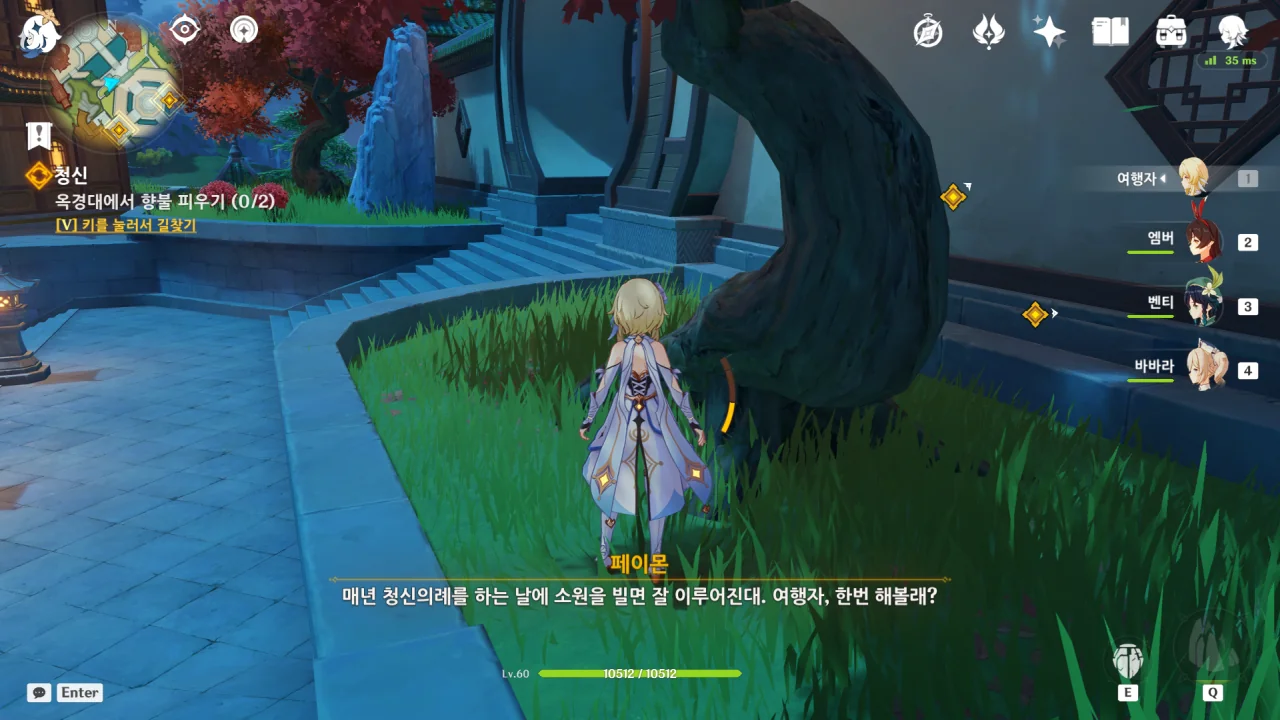 35 ms
청신
옥경대에서 향불 피우기 (0/2)
[V] 키를 눌러서 길찾기
여행자 1
엠버 2
벤티 3
바바라 4
페이몬
매년 청신의례를 하는 날에 소원을 빌면 잘 이루어진대. 여행자, 한번 해볼래?
Lv.60 10512 / 10512
Enter
E
Q